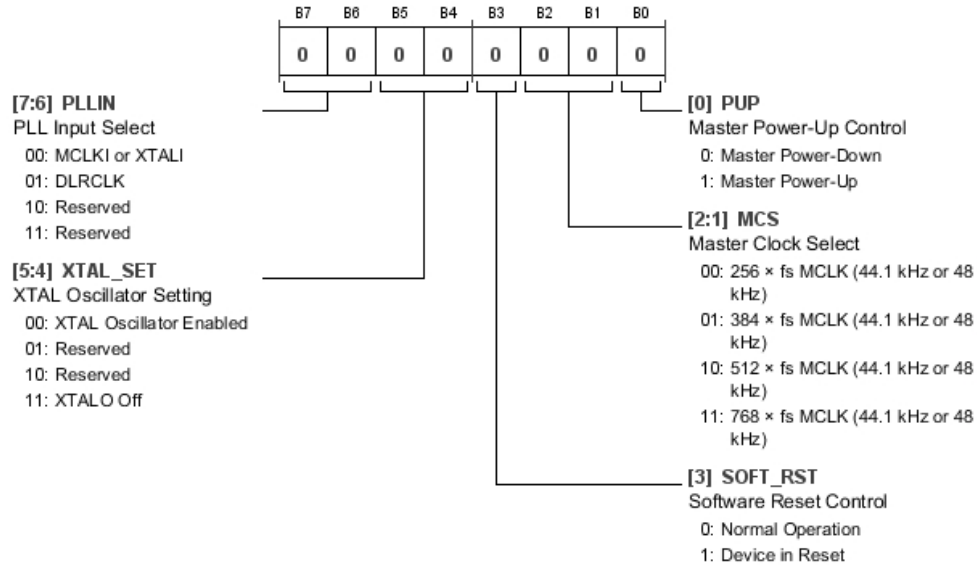 B7 B6 B5 B4 B3 B2 B1 B0
0 0 0 0 0 0 0 0
[7:6] PLLIN
PLL Input Select
00: MCLKI or XTALI
01: DLRCLK
10: Reserved
11: Reserved
[5:4] XTAL_SET
XTAL Oscillator Setting
00: XTAL Oscillator Enabled
01: Reserved
10: Reserved
11: XTALO Off
[0] PUP
Master Power-Up Control
0: Master Power-Down
1: Master Power-Up
[2:1] MCS
Master Clock Select
00: 256 × fs MCLK (44.1 kHz or 48
kHz)
01: 384 × fs MCLK (44.1 kHz or 48
kHz)
10: 512 × fs MCLK (44.1 kHz or 48
kHz)
11: 768 × fs MCLK (44.1 kHz or 48
kHz)
[3] SOFT_RST
Software Reset Control
0: Normal Operation
1: Device in Reset